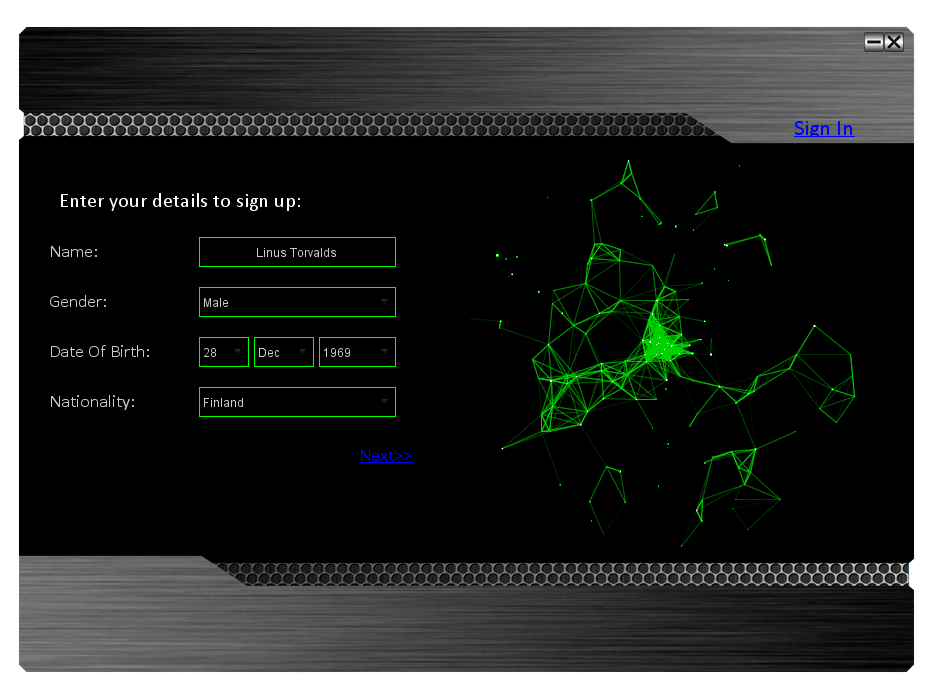 Sign In
Enter your details to sign up:
Name: Linus Torvalds
Gender: Male
Date Of Birth: 28 Dec 1969
Nationality: Finland
Next>>